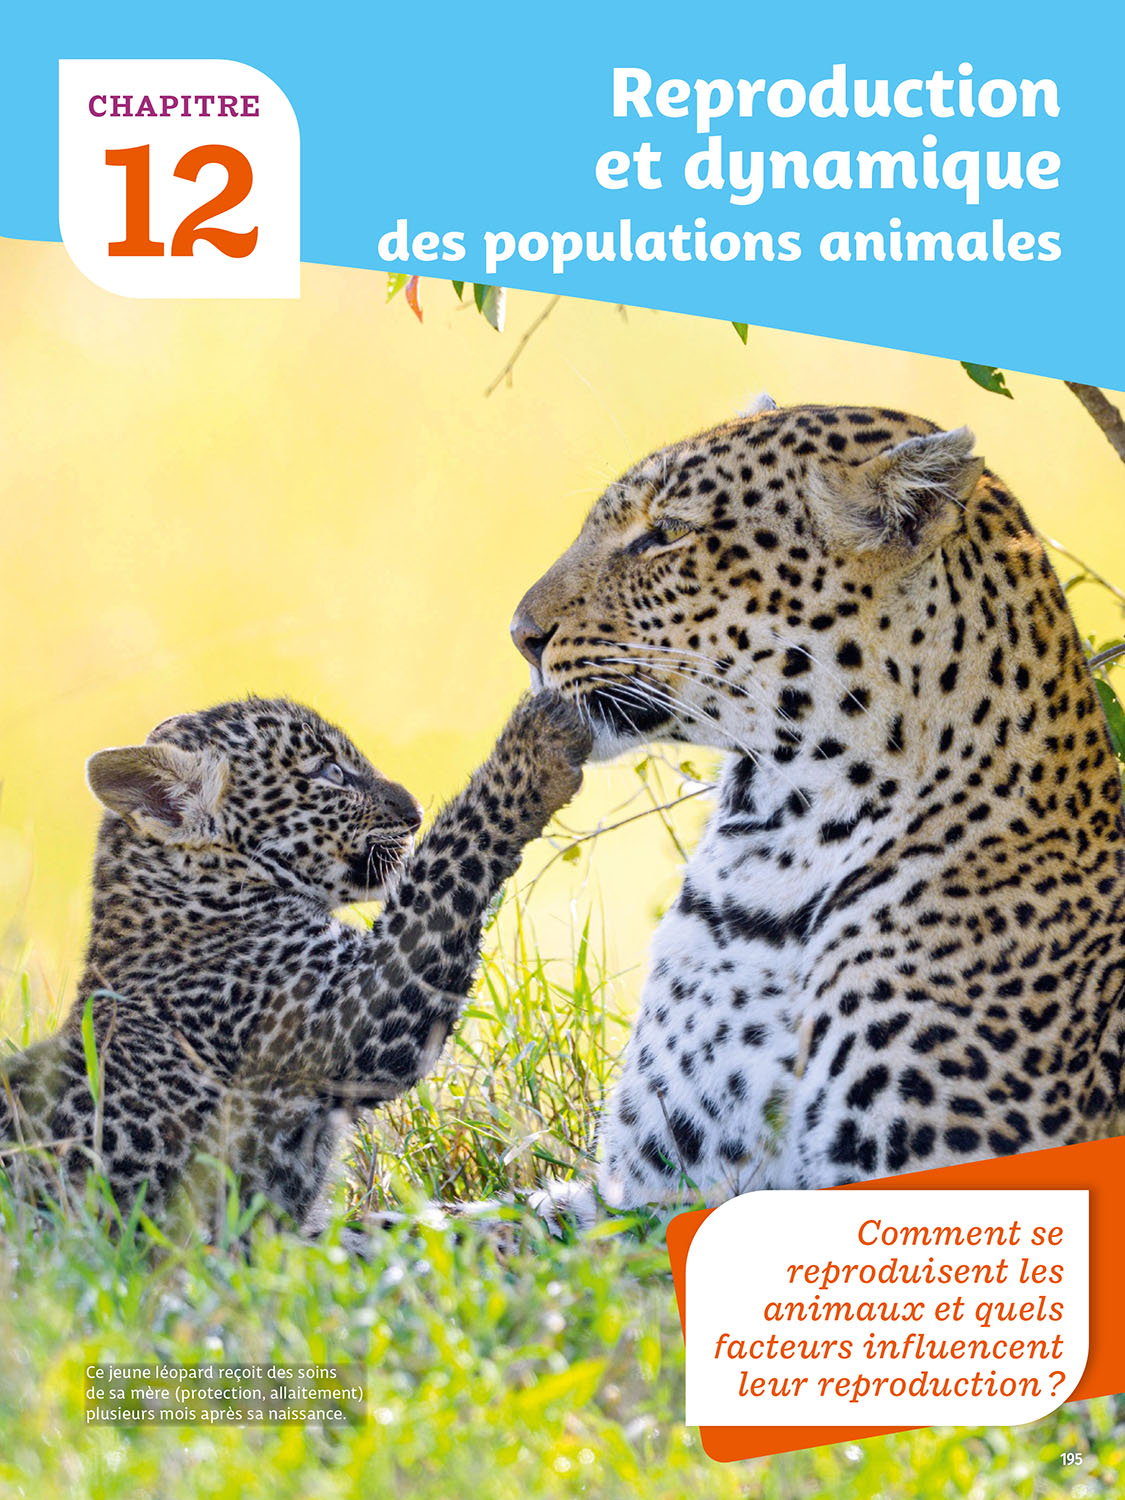 CHAPITRE
12
Reproduction
et dynamique
des populations animales
Comment se
reproduisent les
animaux et quels
facteurs influencent
leur reproduction ?
Ce jeune léopard reçoit des soins
de sa mère (protection, allaitement)
plusieurs mois après sa naissance.
195